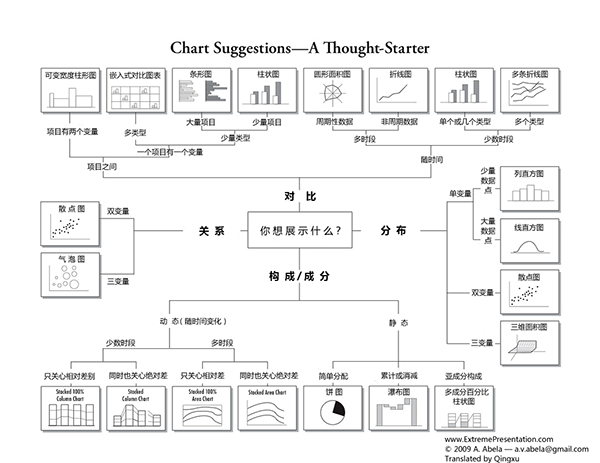 Chart Suggestions—A Thought-Starter
可变宽度柱形图
嵌入式对比图表
条形图
柱状图
圆形面积图
折线图
柱状图
多条折线图
项目有两个变量
多类型
大量项目
少量项目
周期性数据
非周期数据
单个或几个类型
多个类型
少量类型
一个项目有一个变量
多时段
少数时段
项目之间
随时间
对 比
散点图
双变量
关 系
你想展示什么?
分 布
单变量
少量
数据
点
列直方图
大量
数据
点
线直方图
气泡图
三变量
构成/成分
双变量
散点图
三变量
三维面积图
动 态(随时间变化)
静 态
少数时段
多时段
只关心相对差别
同时也关心绝对差
只关心相对差
同时也关心绝对差
简单分配
累计或消减
亚成分构成
Stacked 100%
Column Chart
Stacked
Column Chart
Stacked 100%
Area Chart
Stacked Area Chart
饼 图
瀑布图
多成分百分比
柱状图
www.ExtremePresentation.com
© 2009 A. Abela — a.v.abela@gmail.com
Translated by Qingxu